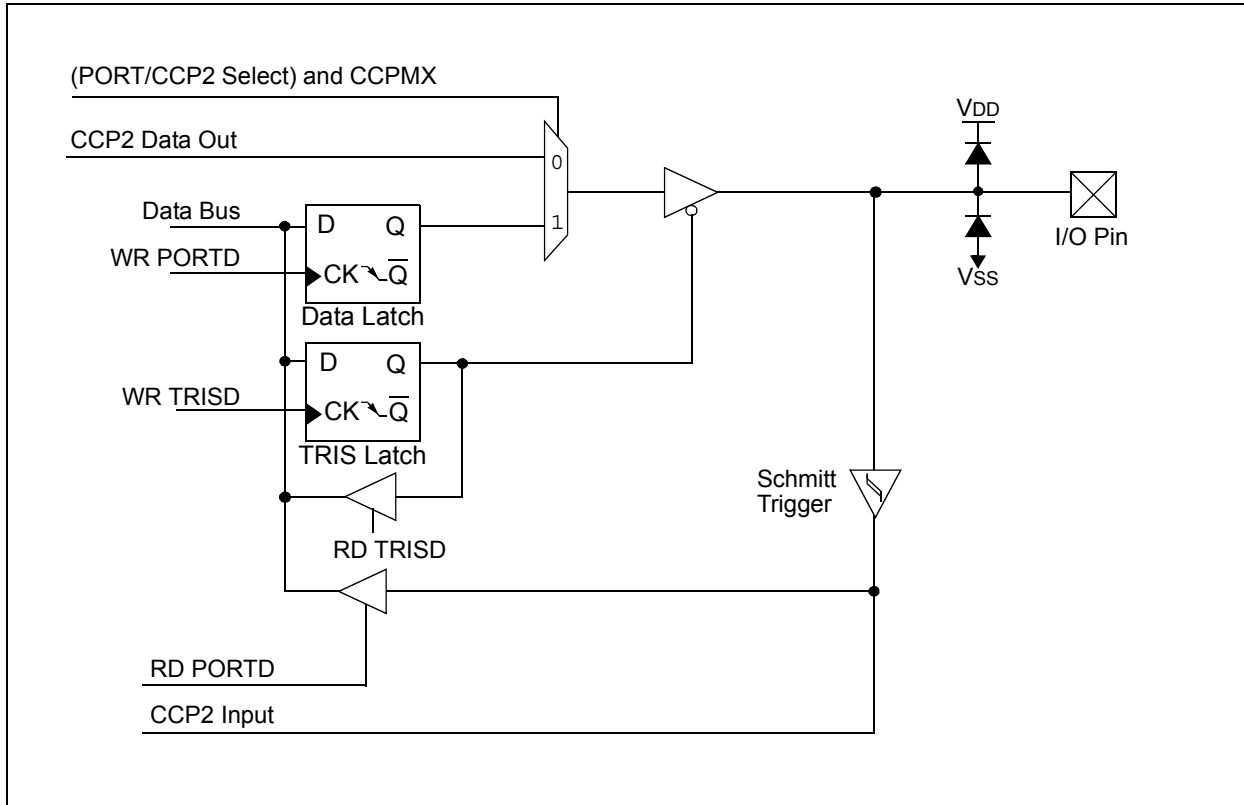 (PORT/CCP2 Select) and CCPMX
CCP2 Data Out
0
1
VDD
I/O Pin
VSS
Data Bus
WR PORTD
D Q
CK Q̅
Data Latch
WR TRISD
D Q
CK Q̅
TRIS Latch
RD TRISD
Schmitt
Trigger
RD PORTD
CCP2 Input